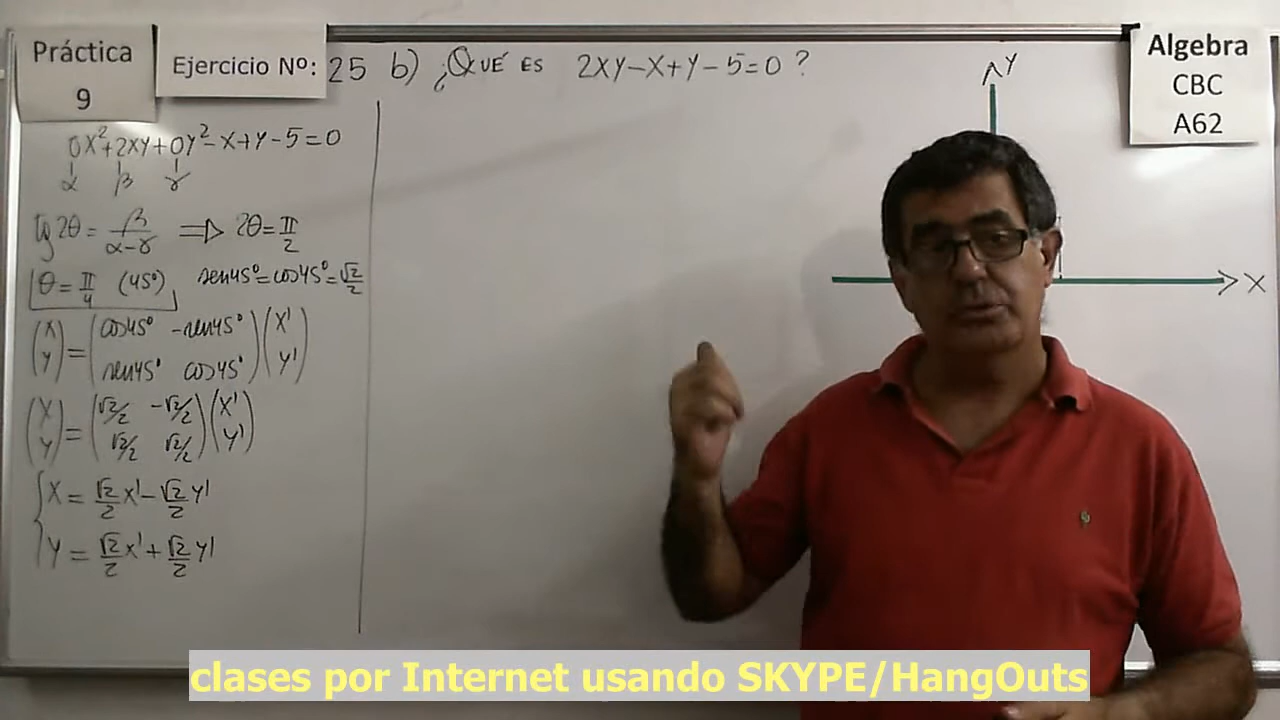 Práctica
9
Ejercicio Nº: 25 b) ¿QUÉ ES 2XY-X+Y-5=0?
Algebra
CBC
A62
Y
X
0X²+2XY+0Y²-X+Y-5=0
α β γ
tg 2θ = β/(α-γ) ⇒ 2θ = π/2
θ = π/4 (45°) sen45°=cos45°=√2/2
(X Y) = (cos45° -sen45° sen45° cos45°)(X' Y')
(X Y) = (√2/2 -√2/2 √2/2 √2/2)(X' Y')
X = √2/2 X' - √2/2 Y'
Y = √2/2 X' + √2/2 Y'
clases por Internet usando SKYPE/HangOuts